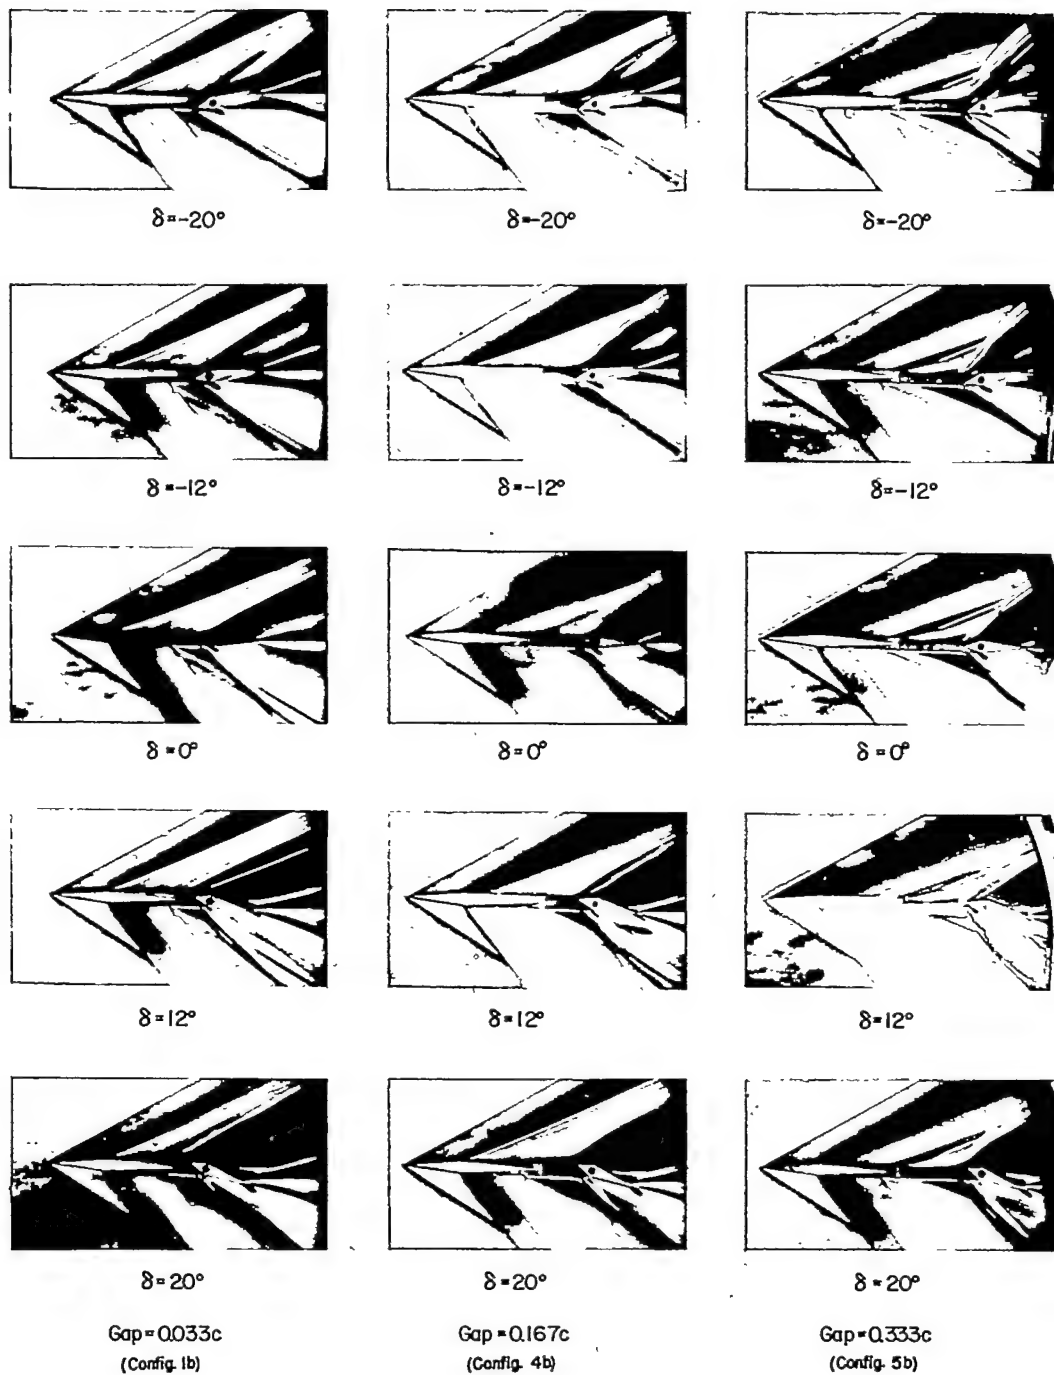 δ=-20° δ=-20° δ=-20°
δ=-12° δ=-12° δ=-12°
δ=0° δ=0° δ=0°
δ=12° δ=12° δ=12°
δ=20° δ=20° δ=20°
Gap=0.033c Gap=0.167c Gap=0.333c
(Config. 1b) (Config. 4b) (Config. 5b)